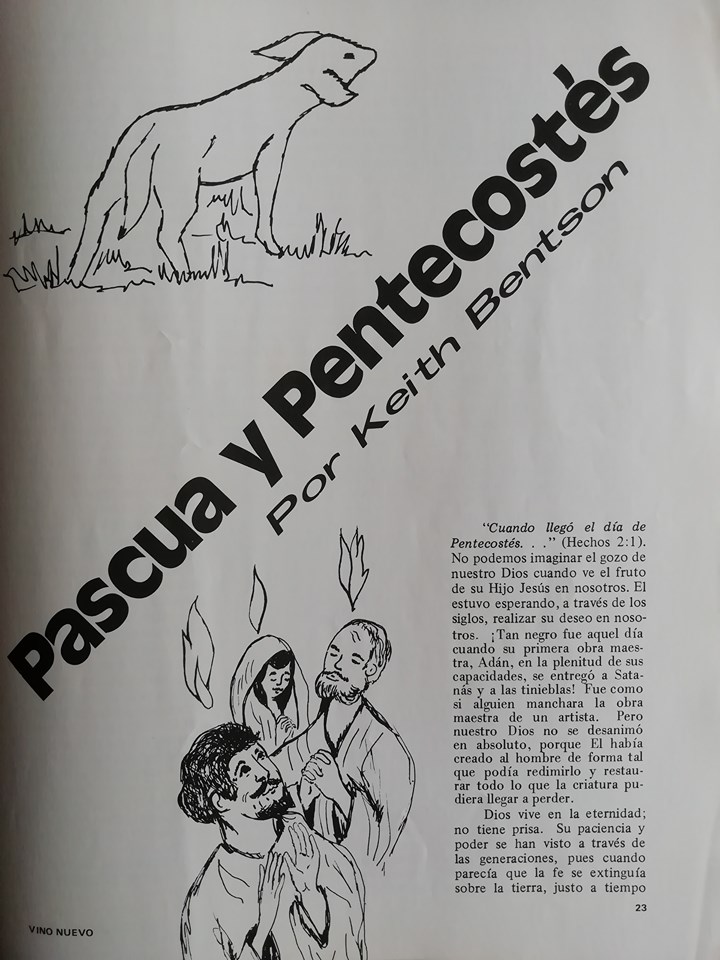 Pascua y Pentecostés
Por Keith Bentson
"Cuando llegó el día de
Pentecostés. . ." (Hechos 2:1).
No podemos imaginar el gozo de
nuestro Dios cuando ve el fruto
de su Hijo Jesús en nosotros. El
estuvo esperando, a través de los
siglos, realizar su deseo en noso-
tros. ¡Tan negro fue aquel día
cuando su primera obra maes-
tra, Adán, en la plenitud de sus
capacidades, se entregó a Sata-
nás y a las tinieblas! Fue como
si alguien manchara la obra
maestra de un artista. Pero
nuestro Dios no se desanimó
en absoluto, porque El había
creado al hombre de forma tal
que podía redimirlo y restau-
rar todo lo que la criatura pu-
diera llegar a perder.
Dios vive en la eternidad;
no tiene prisa. Su paciencia y
poder se han visto a través de
las generaciones, pues cuando
parecía que la fe se extinguía
sobre la tierra, justo a tiempo
23
VINO NUEVO